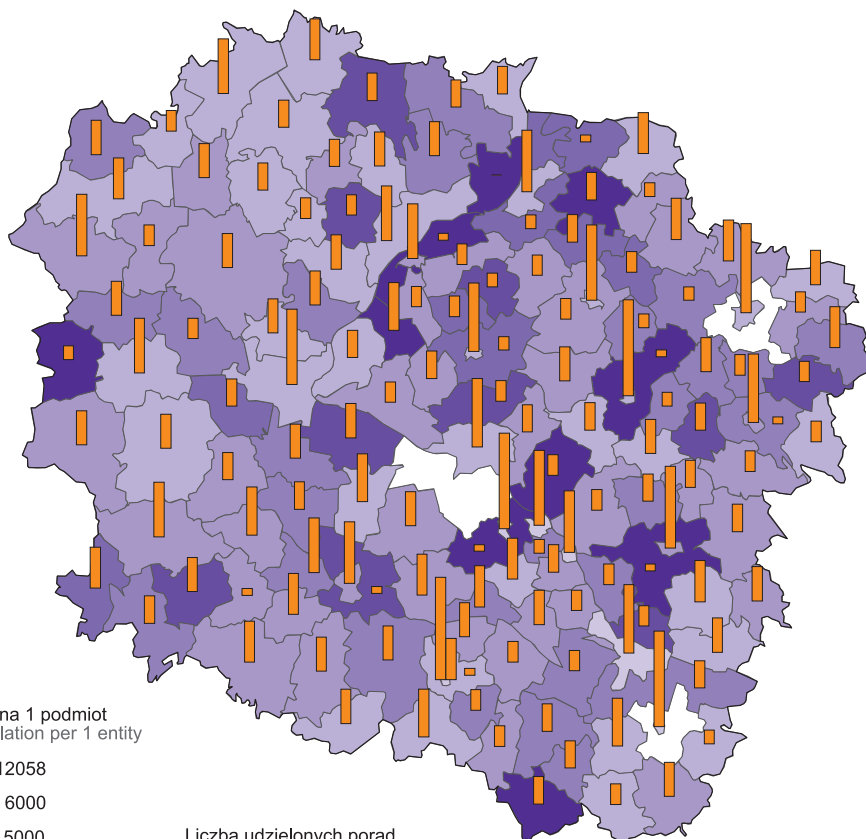 na 1 podmiot
lation per 1 entity
12058
6000
5000
Liczba udzielonych porad